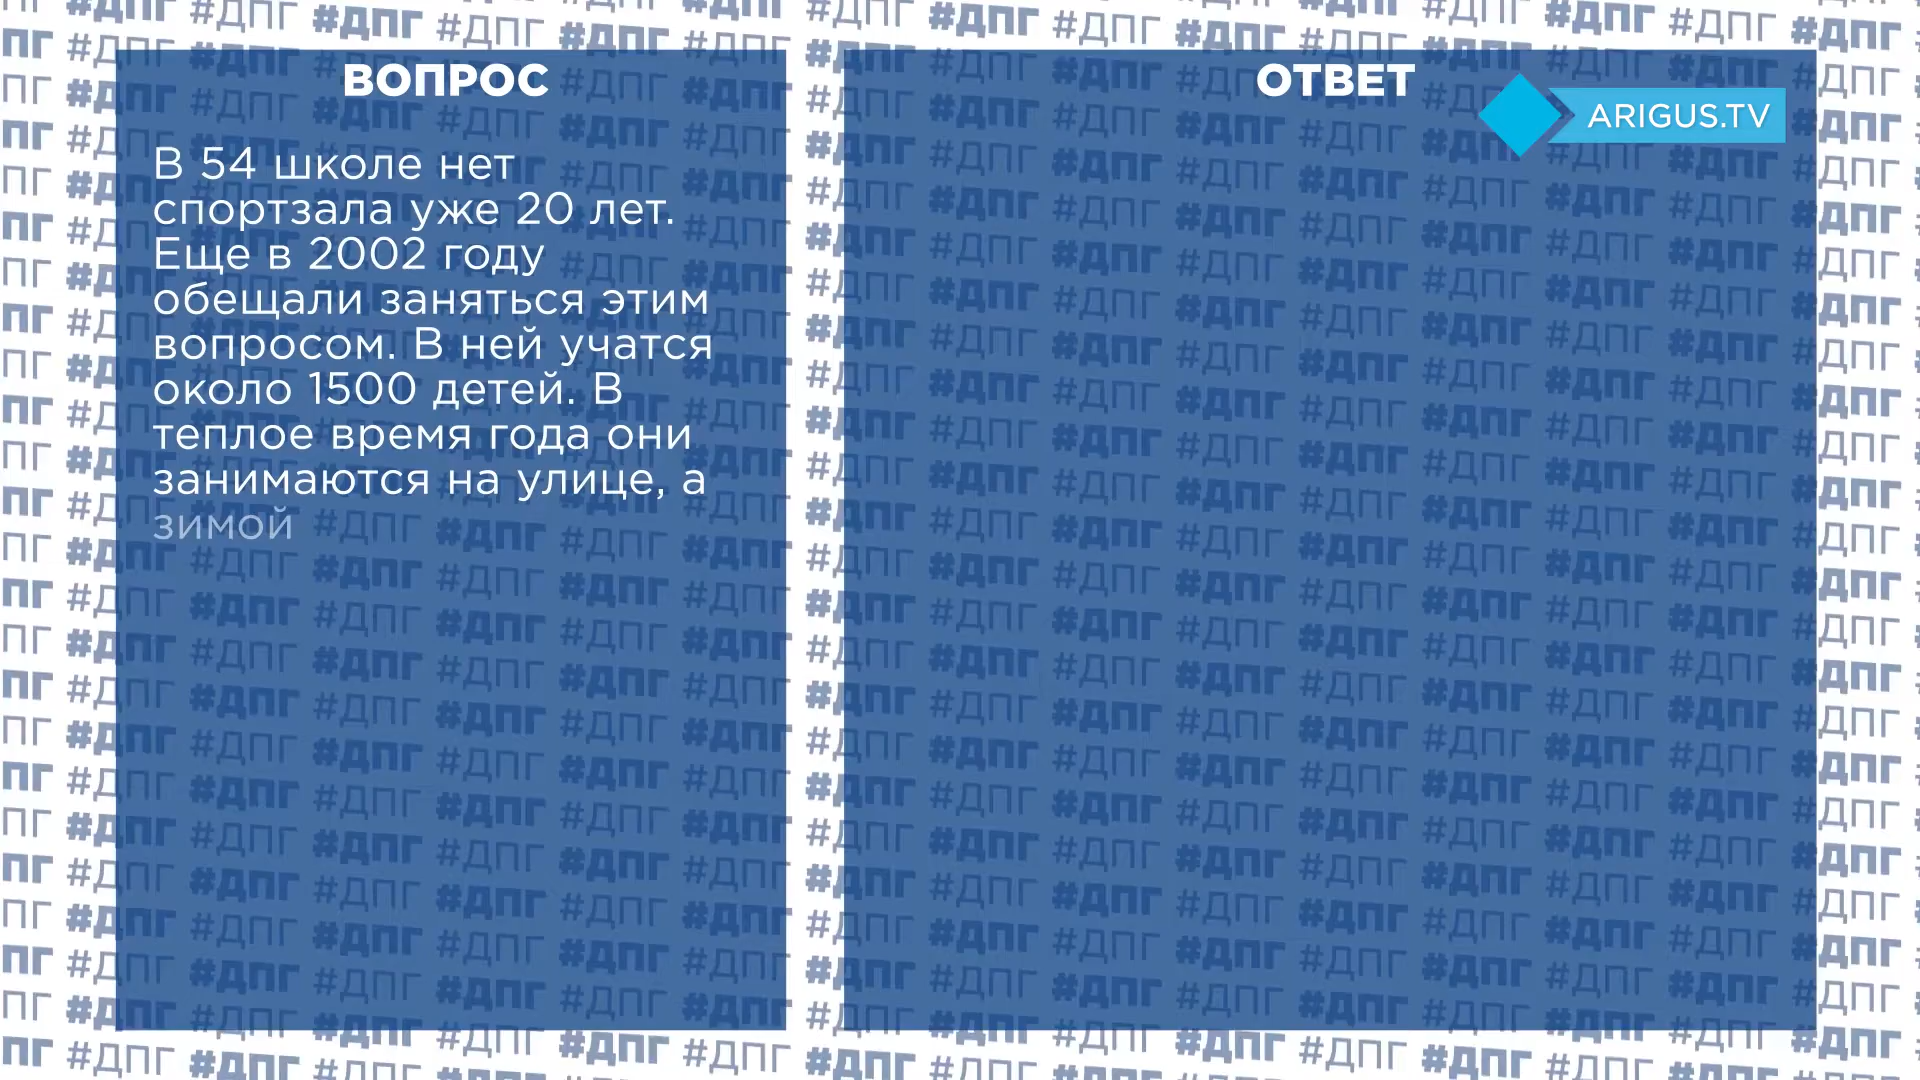 ВОПРОС
В 54 школе нет
спортзала уже 20 лет.
Еще в 2002 году
обещали заняться этим
вопросом. В ней учатся
около 1500 детей. В
теплое время года они
занимаются на улице, а
зимой
ОТВЕТ
ARIGUS.TV
#ДПГ